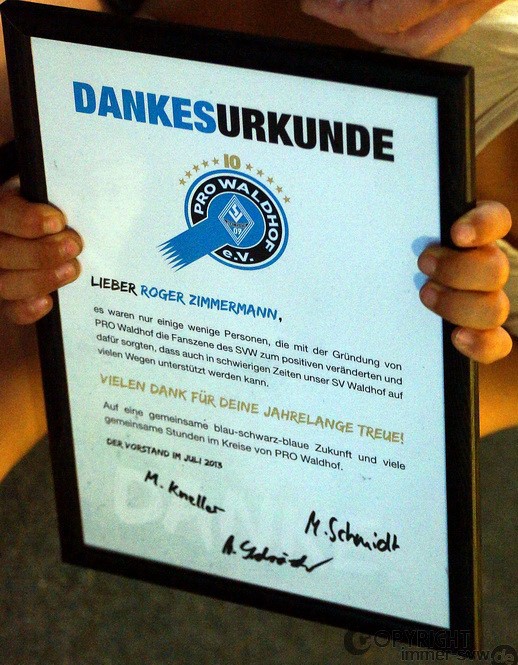 DANKESURKUNDE
10
PRO WALDHOF
e.V.
LIEBER ROGER ZIMMERMANN,
es waren nur einige wenige Personen, die mit der Gründung von
PRO Waldhof die Fanszene des SVW zum positiven veränderten und
dafür sorgten, dass auch in schwierigen Zeiten unser SV Waldhof auf
vielen Wegen unterstützt werden kann.
VIELEN DANK FÜR DEINE JAHRELANGE TREUE!
Auf eine gemeinsame blau-schwarz-blaue Zukunft und viele
gemeinsame Stunden im Kreise von PRO Waldhof.
DER VORSTAND IM JULI 2013
M. Kneller
M. Schmidt
COPYRIGHT
immer-svw.de